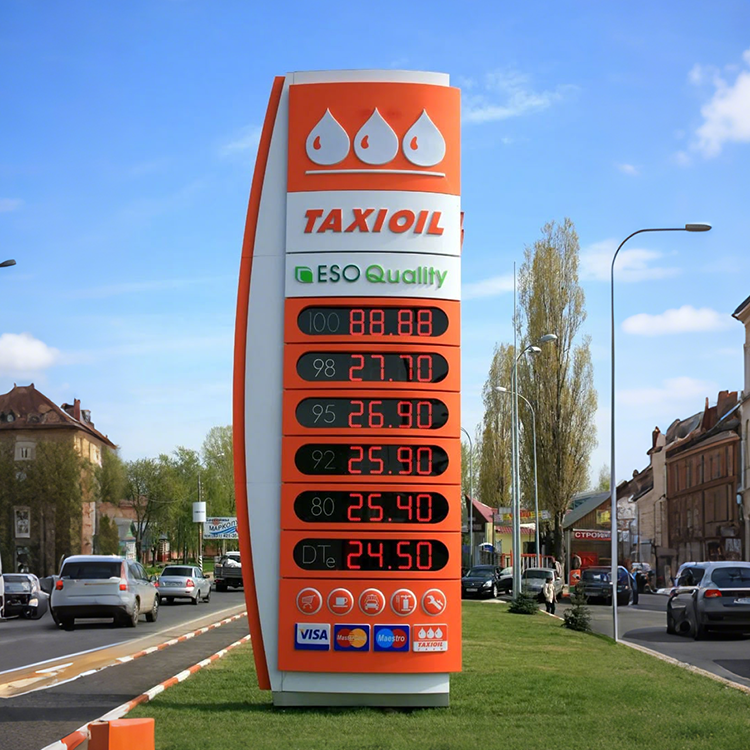 TAXIOIL
ESO Quality
100 88.88
98 27.70
95 26.90
92 25.90
80 25.40
DTe 24.50
VISA MasterCard Maestro TAXIOIL